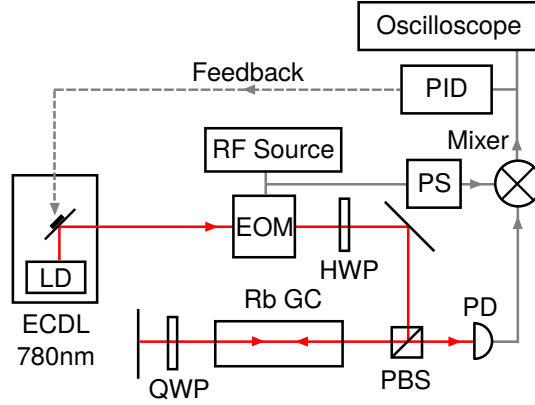 Oscilloscope
Feedback
PID
Mixer
RF Source
PS
EOM
HWP
LD
ECDL
780nm
Rb GC
PD
QWP
PBS